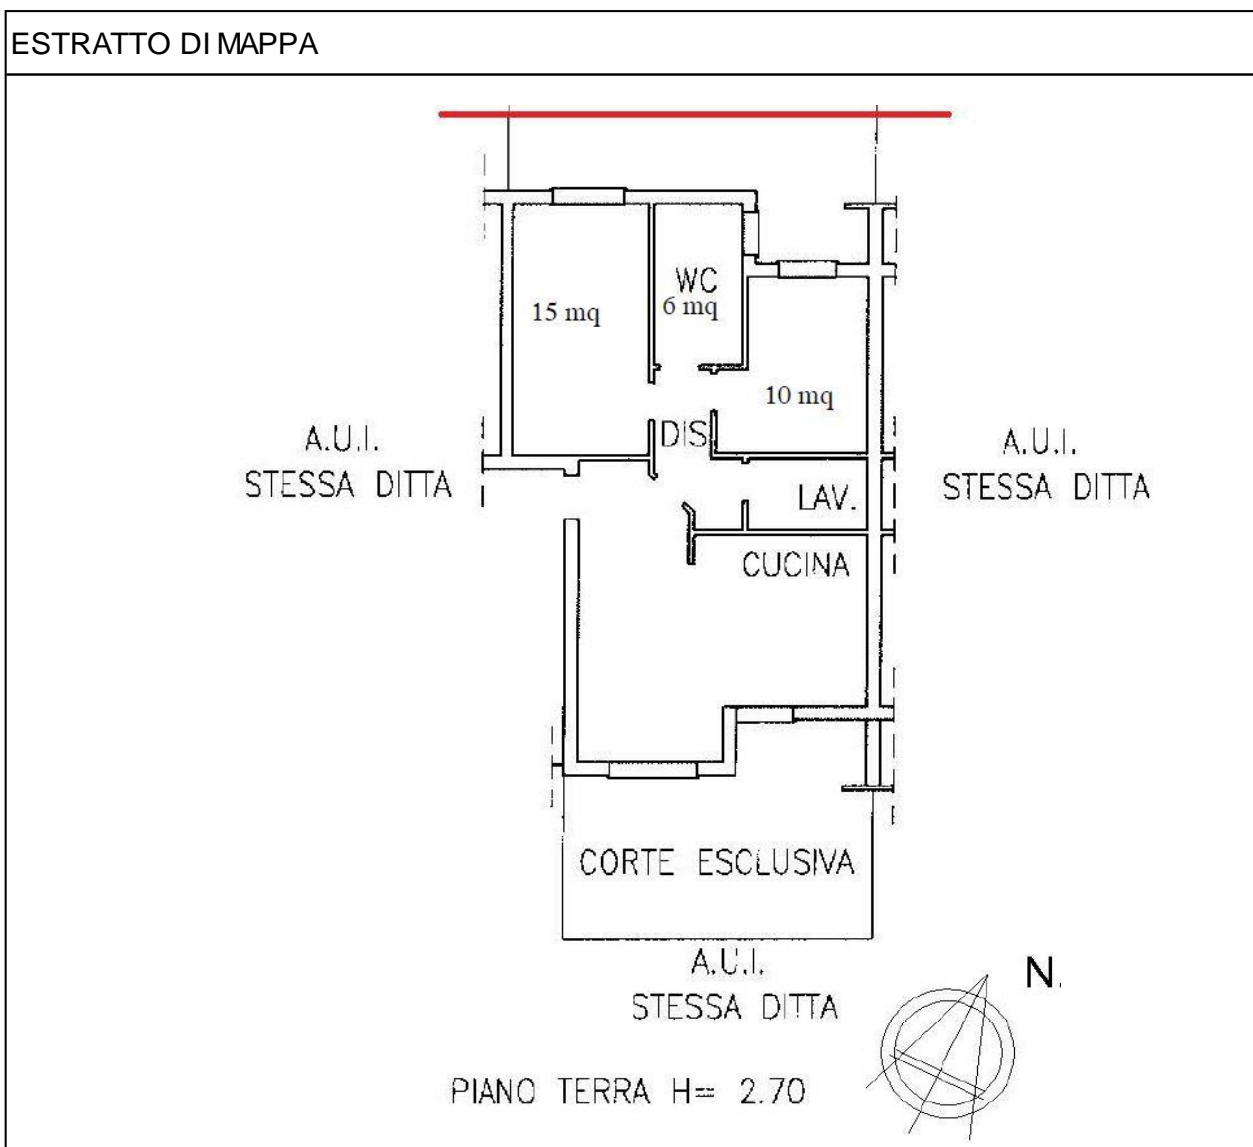 ESTRATTO DI MAPPA
WC
6 mq
15 mq
10 mq
DIS
A.U.I.
STESSA DITTA
A.U.I.
STESSA DITTA
LAV.
CUCINA
CORTE ESCLUSIVA
A.U.I.
STESSA DITTA
N.
PIANO TERRA H= 2.70